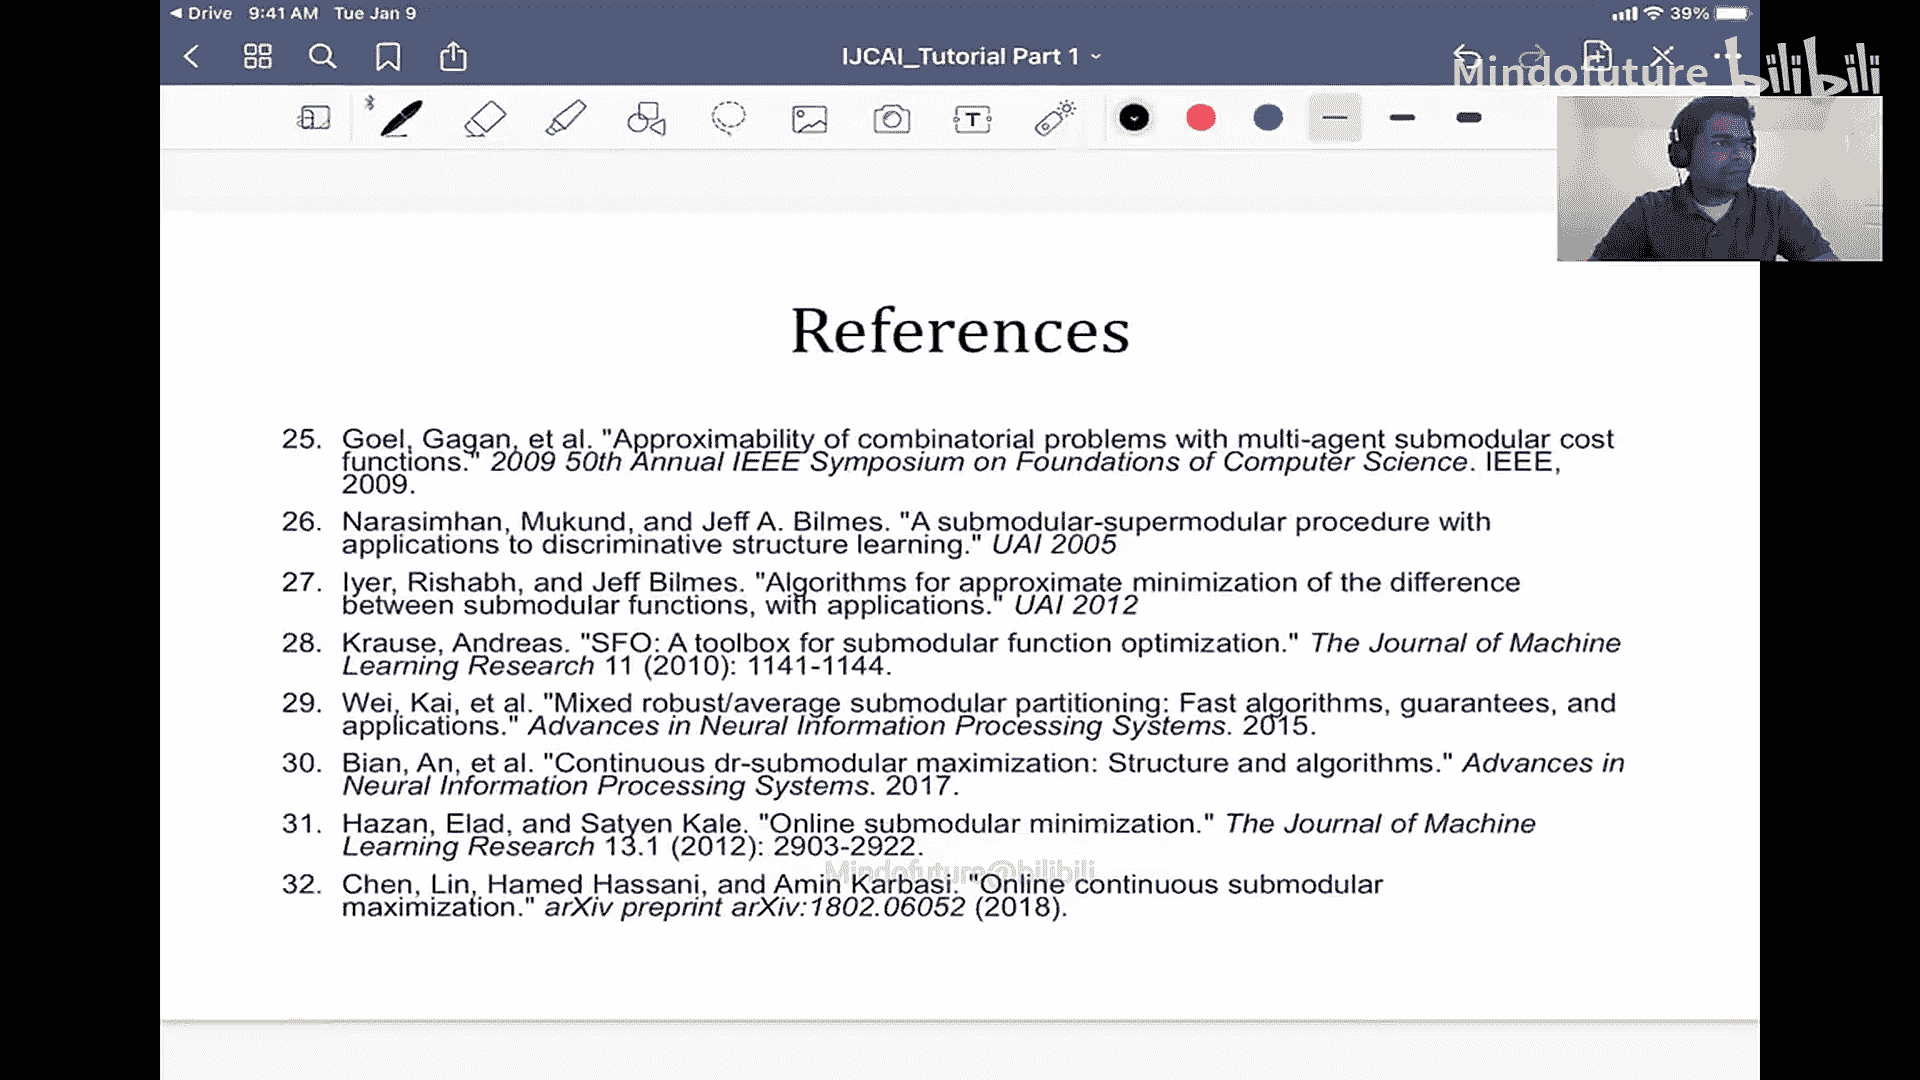 Drive 9:41 AM Tue Jan 9 39%
IJCAI_Tutorial Part 1
Mindofuture bilibili
T
References
25. Goel, Gagan, et al. "Approximability of combinatorial problems with multi-agent submodular cost
functions." 2009 50th Annual IEEE Symposium on Foundations of Computer Science. IEEE,
2009.
26. Narasimhan, Mukund, and Jeff A. Bilmes. "A submodular-supermodular procedure with
applications to discriminative structure learning." UAI 2005
27. Iyer, Rishabh, and Jeff Bilmes. "Algorithms for approximate minimization of the difference
between submodular functions, with applications." UAI 2012
28. Krause, Andreas. "SFO: A toolbox for submodular function optimization." The Journal of Machine
Learning Research 11 (2010): 1141-1144.
29. Wei, Kai, et al. "Mixed robust/average submodular partitioning: Fast algorithms, guarantees, and
applications." Advances in Neural Information Processing Systems. 2015.
30. Bian, An, et al. "Continuous dr-submodular maximization: Structure and algorithms." Advances in
Neural Information Processing Systems. 2017.
31. Hazan, Elad, and Satyen Kale. "Online submodular minimization." The Journal of Machine
Learning Research 13.1 (2012): 2903-2922.
Mindofuture@bilibili
32. Chen, Lin, Hamed Hassani, and Amin Karbasi. "Online continuous submodular
maximization." arXiv preprint arXiv:1802.06052 (2018).